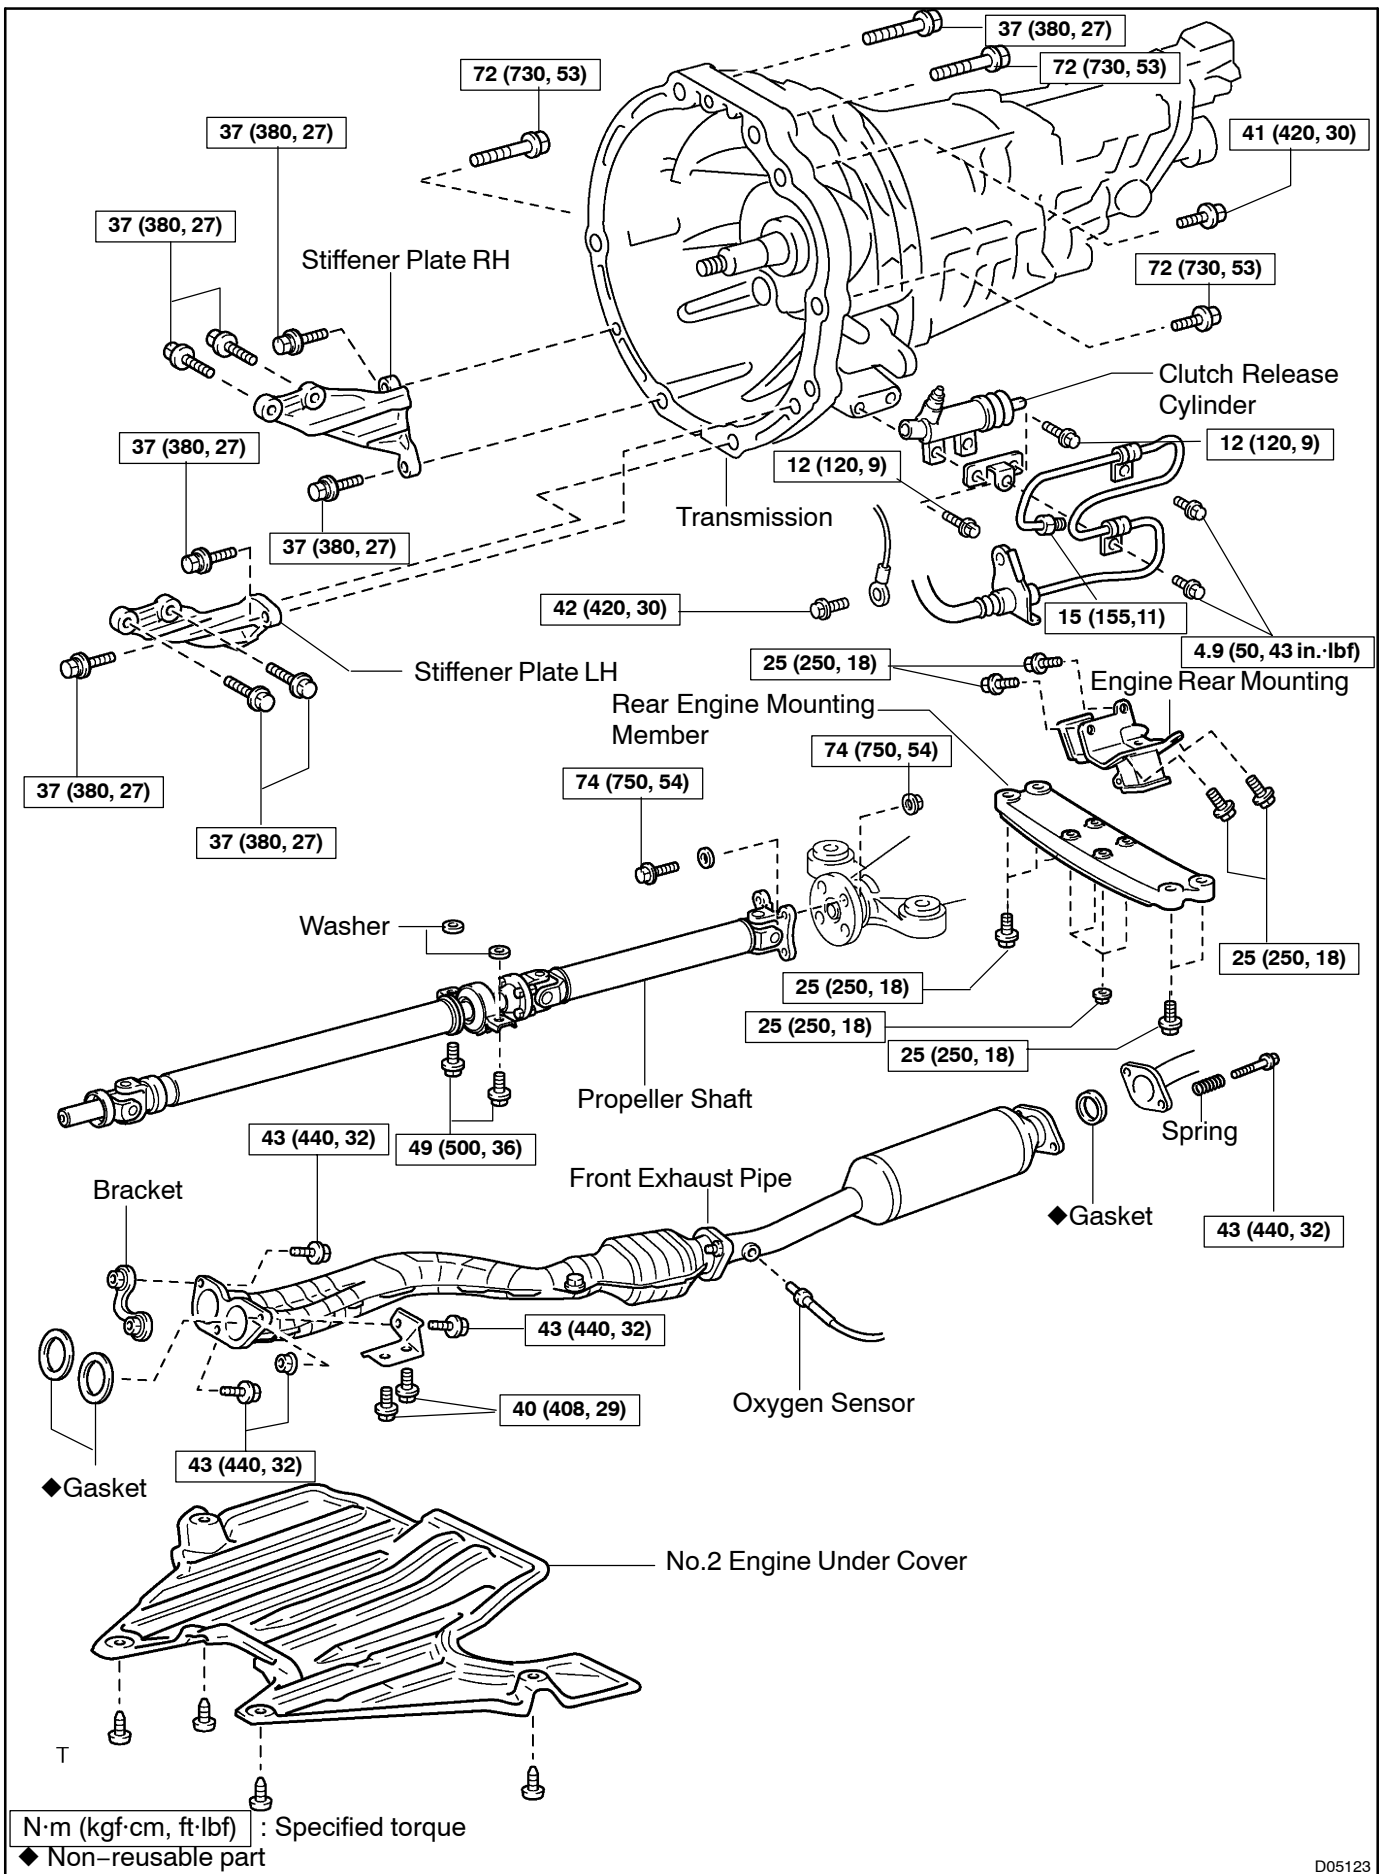 37 (380, 27)
72 (730, 53)
72 (730, 53)
37 (380, 27)
41 (420, 30)
37 (380, 27)
Stiffener Plate RH
72 (730, 53)
Clutch Release
Cylinder
37 (380, 27)
12 (120, 9)
12 (120, 9)
Transmission
37 (380, 27)
42 (420, 30)
15 (155,11)
4.9 (50, 43 in.·lbf)
25 (250, 18)
Stiffener Plate LH
Engine Rear Mounting
Rear Engine Mounting
Member
74 (750, 54)
74 (750, 54)
37 (380, 27)
37 (380, 27)
Washer
25 (250, 18)
25 (250, 18)
25 (250, 18)
25 (250, 18)
Propeller Shaft
Spring
43 (440, 32)
49 (500, 36)
Front Exhaust Pipe
Bracket
◆Gasket
43 (440, 32)
43 (440, 32)
Oxygen Sensor
40 (408, 29)
43 (440, 32)
◆Gasket
No.2 Engine Under Cover
T
N·m (kgf·cm, ft·lbf) : Specified torque
◆ Non−reusable part
D05123